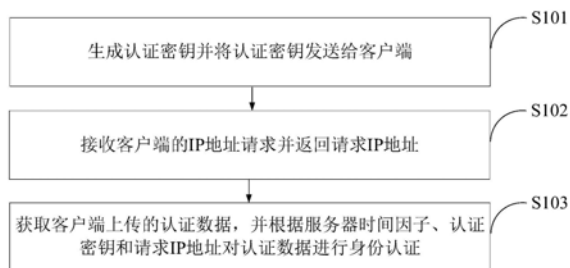 S101
生成认证密钥并将认证密钥发送给客户端
S102
接收客户端的IP地址请求并返回请求IP地址
S103
获取客户端上传的认证数据，并根据服务器时间因子、认证
密钥和请求IP地址对认证数据进行身份认证